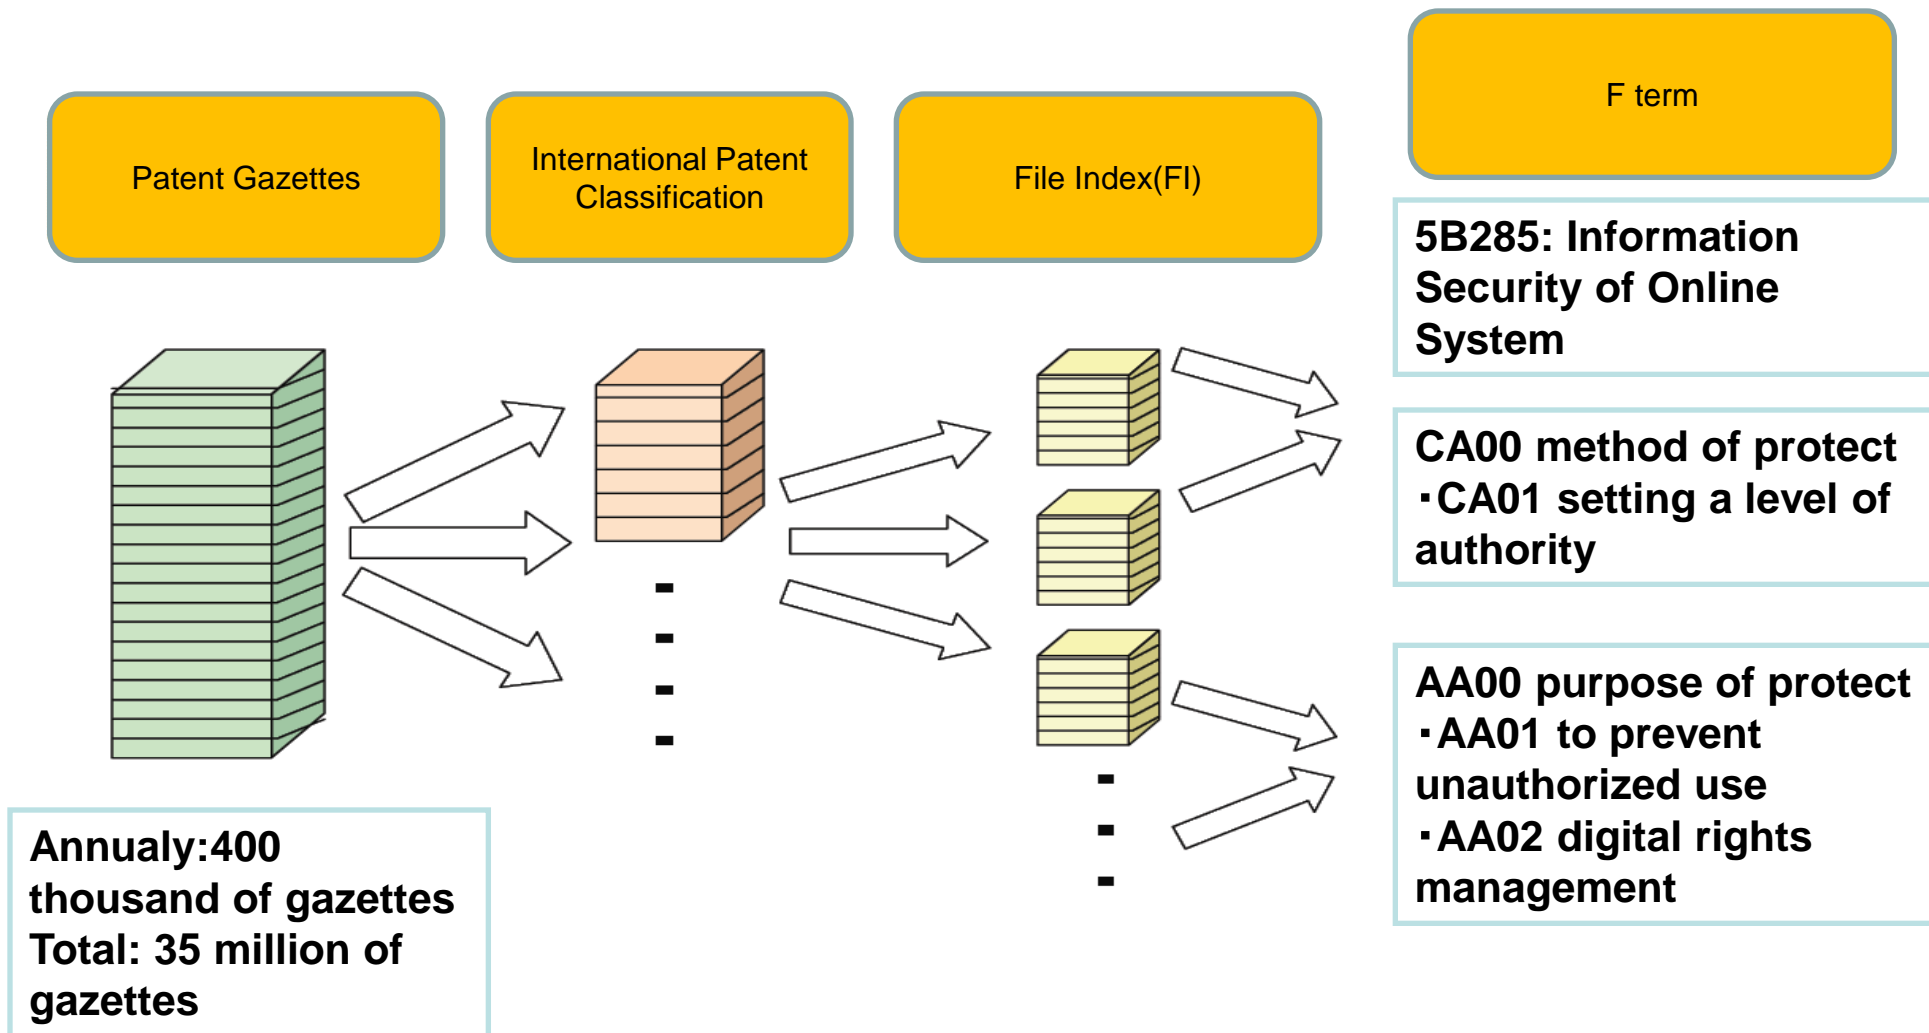 Patent Gazettes
International Patent
Classification
File Index(FI)
F term
5B285: Information
Security of Online
System
CA00 method of protect
・CA01 setting a level of
authority
AA00 purpose of protect
・AA01 to prevent
unauthorized use
・AA02 digital rights
management
Annualy:400
thousand of gazettes
Total: 35 million of
gazettes